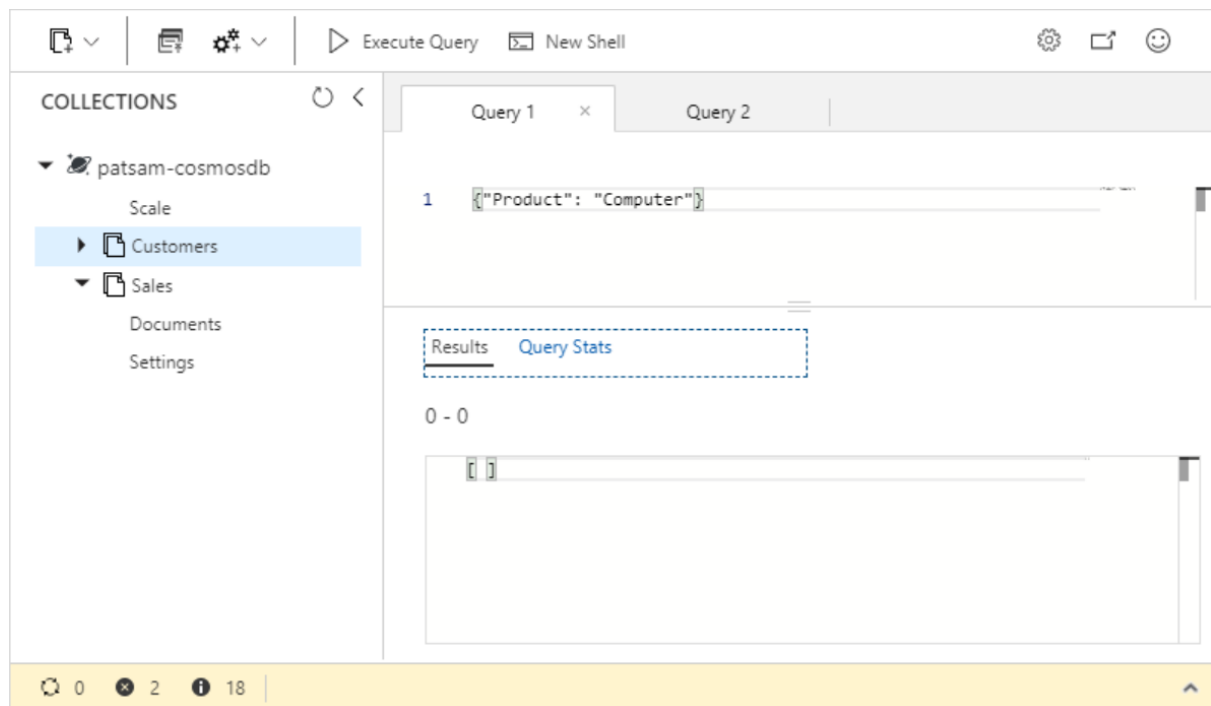 Execute Query New Shell
COLLECTIONS
Query 1 × Query 2
patsam-cosmosdb
Scale
1 {"Product": "Computer"}
Customers
Sales
Documents
Results Query Stats
Settings
0 - 0
[ ]
0 2 18